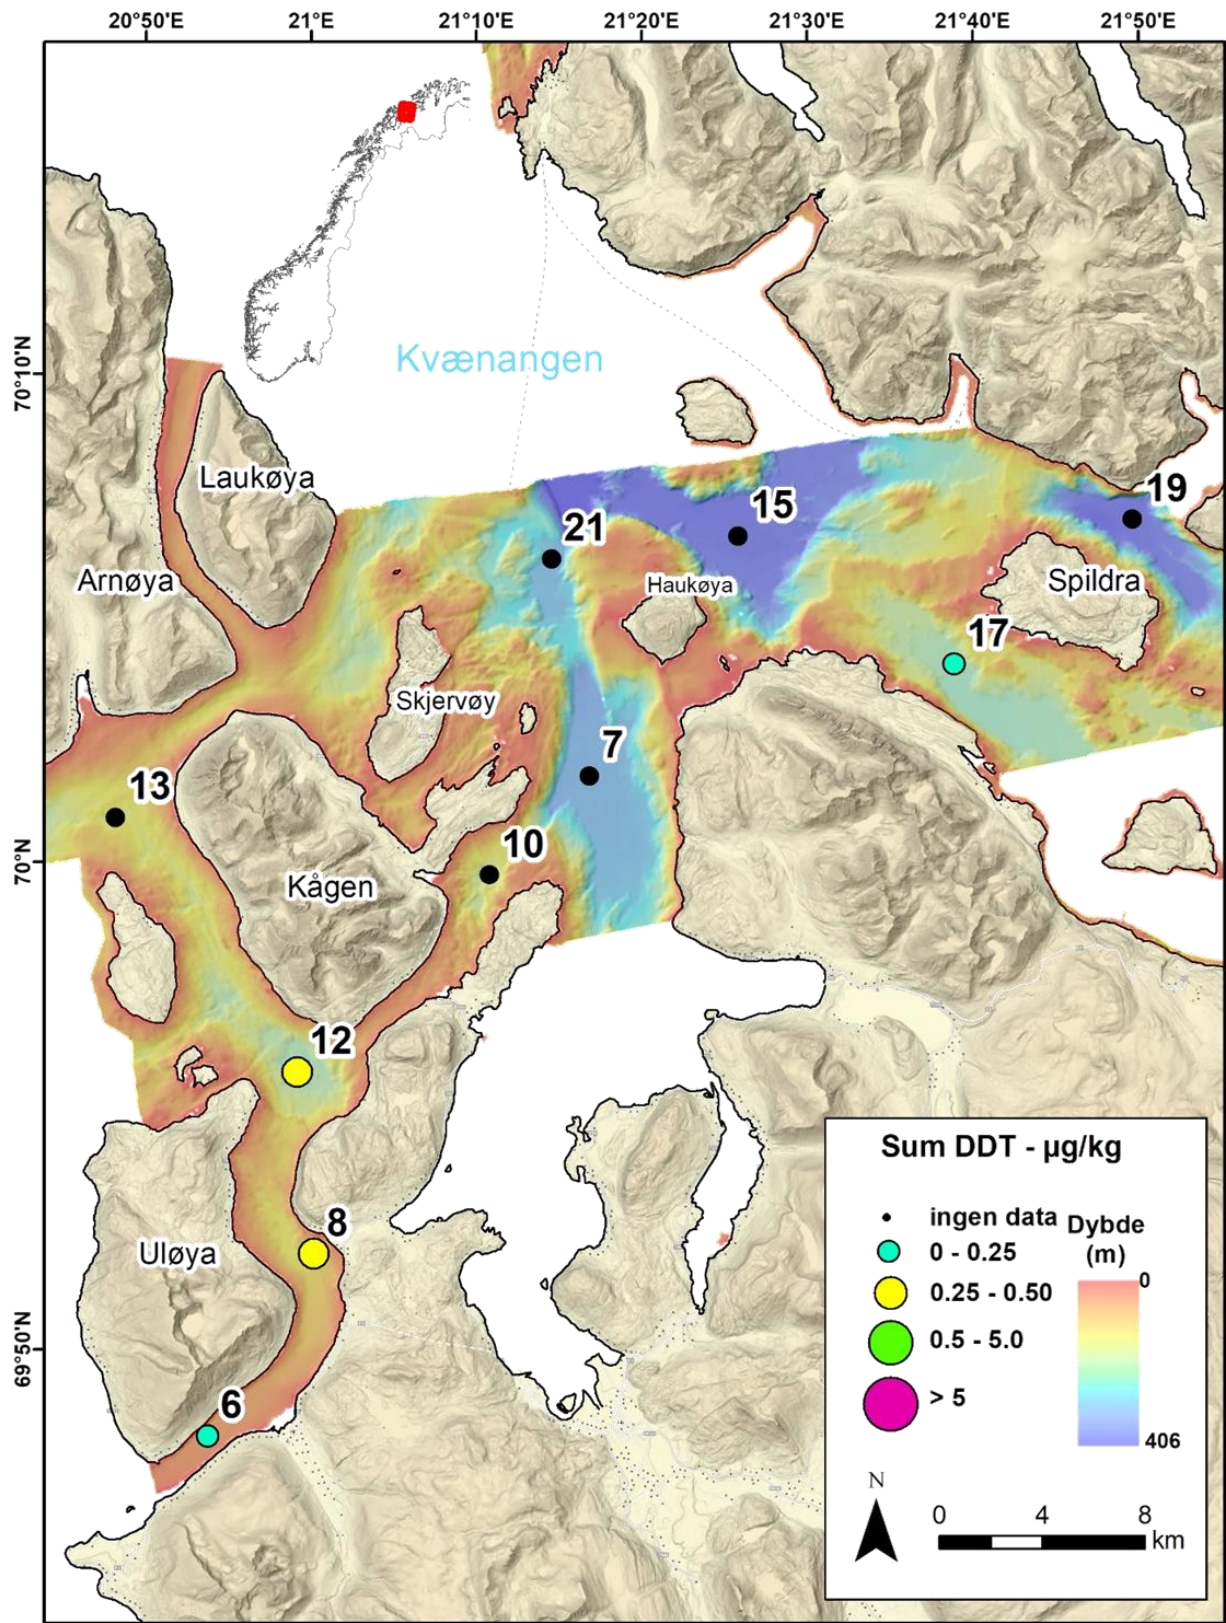 20°50'E 21°E 21°10'E 21°20'E 21°30'E 21°40'E 21°50'E
70°10'N
Kvænangen
Laukøya
15
19
21
Arnøya
Haukøya
Spildra
17
Skjervøy
7
13
10
70°N
Kågen
12
8
Uløya
69°50'N
6
Sum DDT - µg/kg
ingen data
0 - 0.25
0.25 - 0.50
0.5 - 5.0
> 5
Dybde
(m)
0
406
N
0 4 8
km